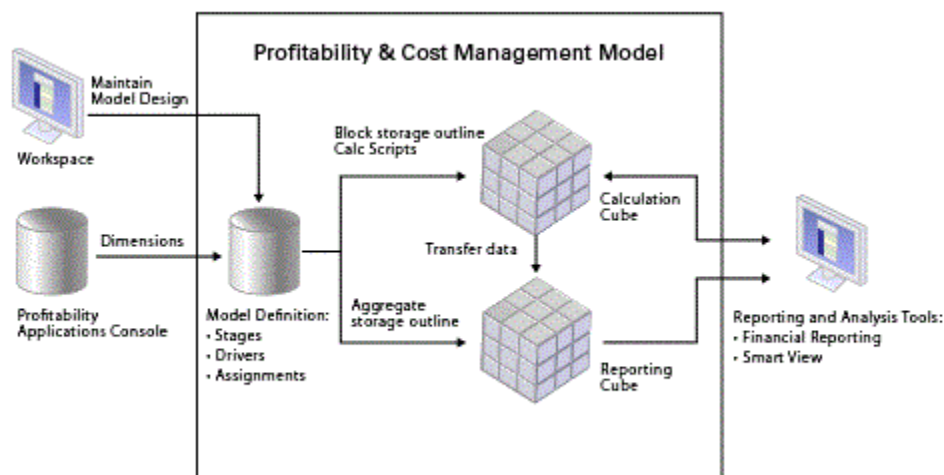 Profitability & Cost Management Model
Maintain
Model Design
Workspace
Block storage outline
Calc Scripts
Calculation
Cube
Dimensions
Transfer data
Profitability
Applications Console
Model Definition:
• Stages
• Drivers
• Assignments
Aggregate
storage outline
Reporting
Cube
Reporting and Analysis Tools:
• Financial Reporting
• Smart View